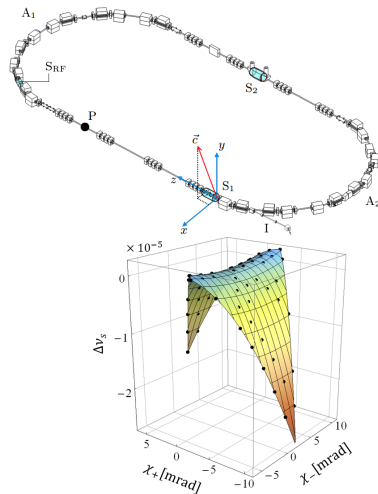 A₁
S_RF
P
S₂
c⃗
y
z
S₁
x
I
A₂
×10⁻⁵
0
-1
-2
Δν_s
5
0
-5
-10
-5
0
5
10
χ₊[mrad]
χ₋[mrad]